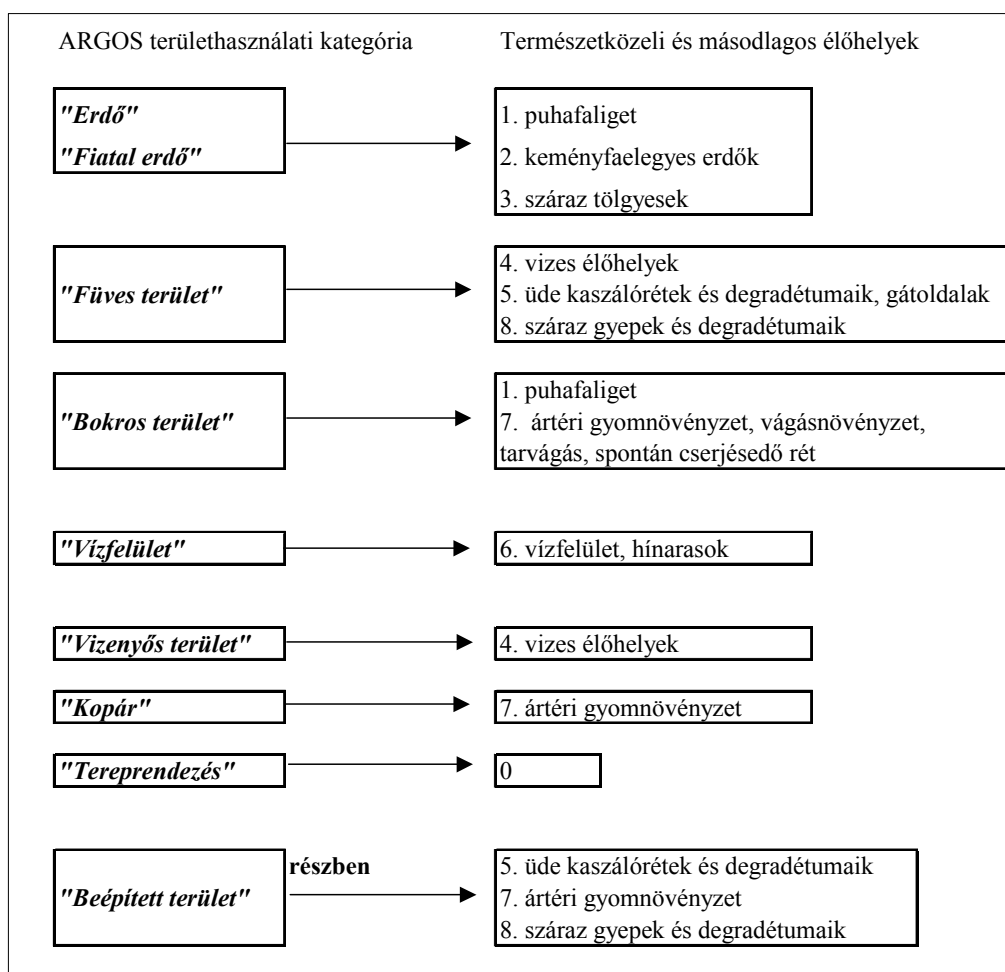 ARGOS területhasználati kategória
Természetközeli és másodlagos élőhelyek
"Erdő"
"Fiatal erdő"
1. puhafaliget
2. keményfaelegyes erdők
3. száraz tölgyesek
"Füves terület"
4. vizes élőhelyek
5. üde kaszálórétek és degradétumaik, gátoldalak
8. száraz gyepek és degradétumaik
"Bokros terület"
1. puhafaliget
7. ártéri gyomnövényzet, vágásnövényzet,
tarvágás, spontán cserjésedő rét
"Vízfelület"
6. vízfelület, hínarasok
"Vizenyős terület"
4. vizes élőhelyek
"Kopár"
7. ártéri gyomnövényzet
"Tereprendezés"
0
"Beépített terület"
részben
5. üde kaszálórétek és degradétumaik
7. ártéri gyomnövényzet
8. száraz gyepek és degradétumaik